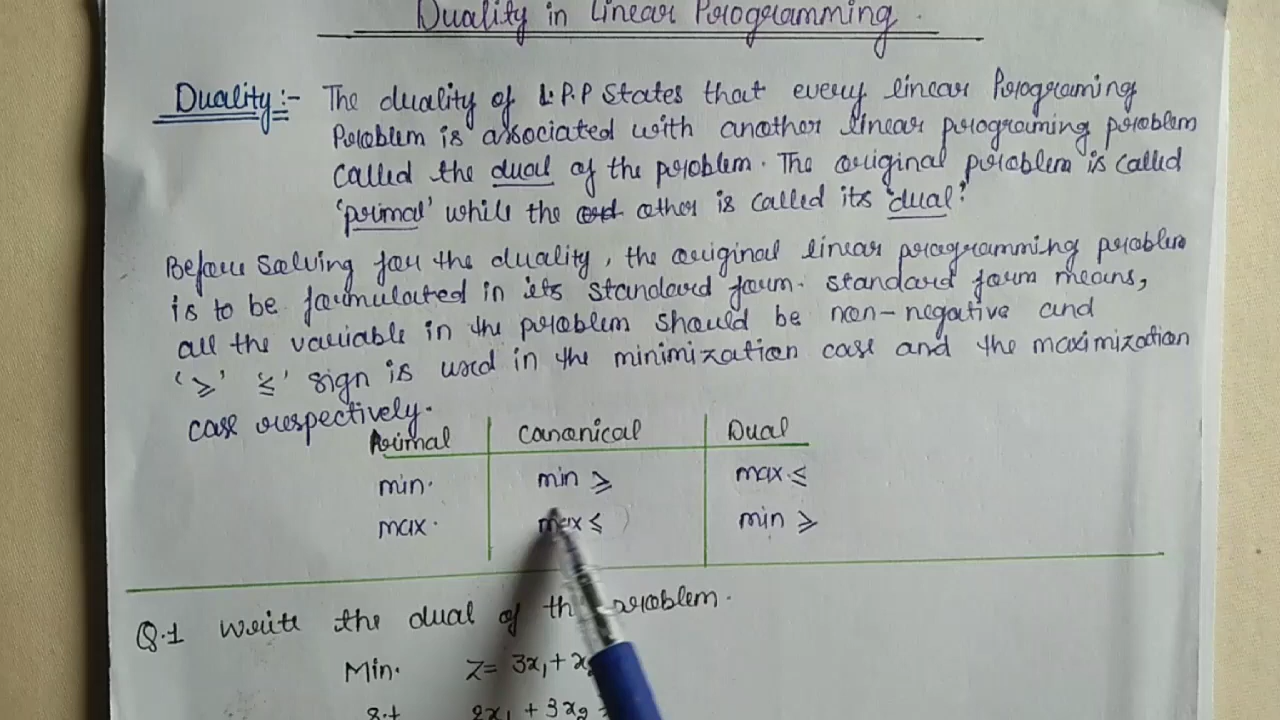 Duality in Linear Programming.
Duality:- The duality of L.P.P States that every linear Programing
Problem is associated with another linear programing problem
called the dual of the problem. The original problem is called
'primal' while the other is called its 'dual'.
Before Solving for the duality, the original linear programming problem
is to be formulated in its standard form. standard form means,
all the variable in the problem should be non-negative and
'≥' '≤' sign is used in the minimization case and the maximization
case respectively.
Primal Canonical Dual
min. min ≥ max ≤
max. max ≤ min ≥
Q.1 Write the dual of the problem.
Min. Z= 3x₁ +
S.t 2x₁ + 3x₂